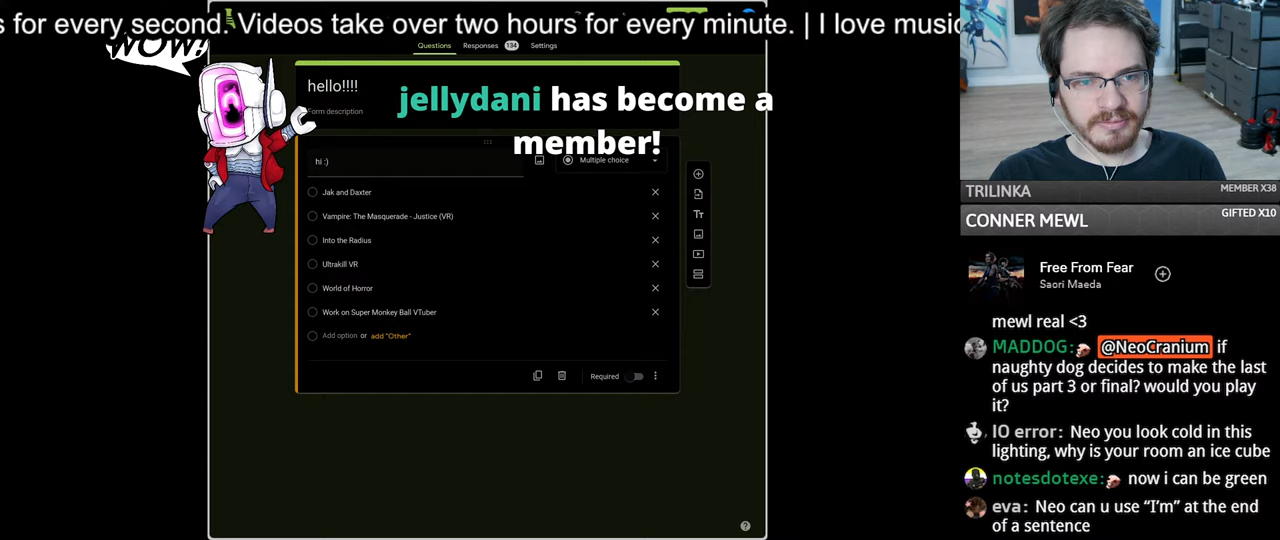 s for every second. Videos take over two hours for every minute. | I love music
WOW!
Questions Responses 134 Settings
hello!!!!
Form description
jellydani has become a
member!
hi :)
Multiple choice
Jak and Daxter
Vampire: The Masquerade - Justice (VR)
Into the Radius
Ultrakill VR
World of Horror
Work on Super Monkey Ball VTuber
Add option or add "Other"
Required
TRILINKA MEMBER X38
CONNER MEWL GIFTED X10
Free From Fear
Saori Maeda
mewl real <3
MADDOG: @NeoCranium if
naughty dog decides to make the last
of us part 3 or final? would you play
it?
IO error: Neo you look cold in this
lighting, why is your room an ice cube
notesdotexe: now i can be green
eva: Neo can u use “I’m” at the end
of a sentence